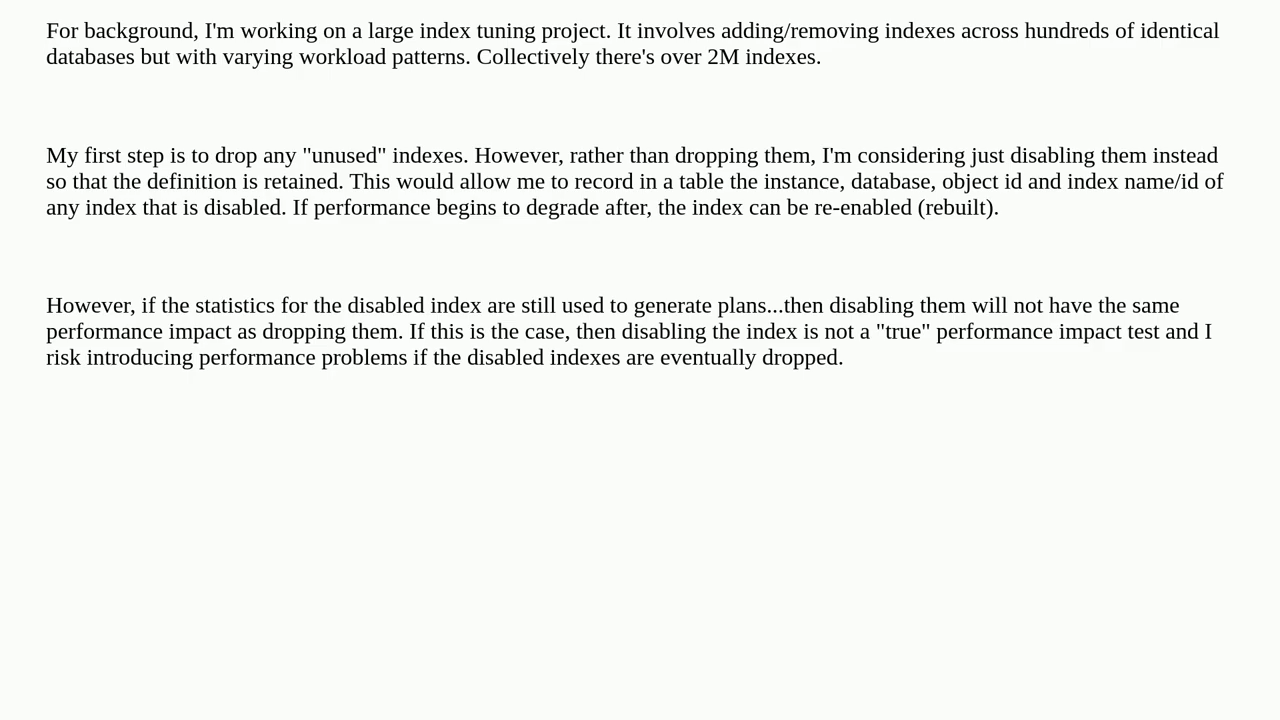 For background, I'm working on a large index tuning project. It involves adding/removing indexes across hundreds of identical
databases but with varying workload patterns. Collectively there's over 2M indexes.
My first step is to drop any "unused" indexes. However, rather than dropping them, I'm considering just disabling them instead
so that the definition is retained. This would allow me to record in a table the instance, database, object id and index name/id of
any index that is disabled. If performance begins to degrade after, the index can be re-enabled (rebuilt).
However, if the statistics for the disabled index are still used to generate plans...then disabling them will not have the same
performance impact as dropping them. If this is the case, then disabling the index is not a "true" performance impact test and I
risk introducing performance problems if the disabled indexes are eventually dropped.